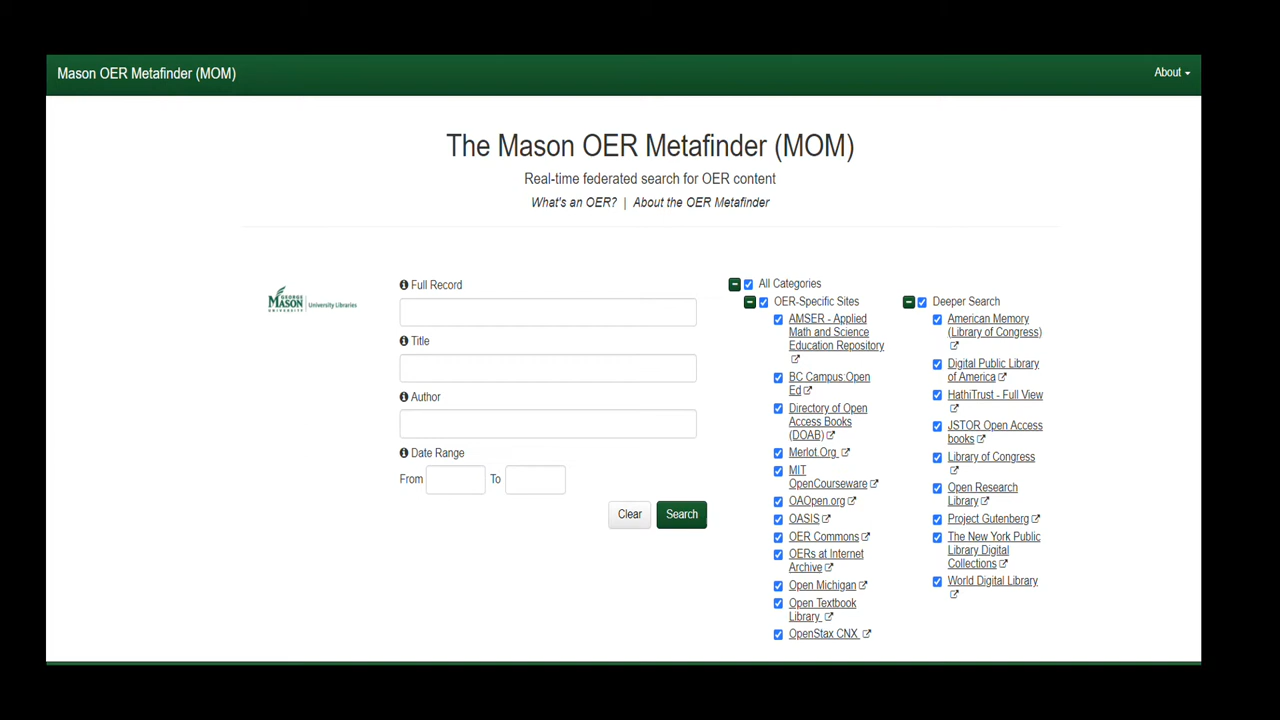 Mason OER Metafinder (MOM)
About
The Mason OER Metafinder (MOM)
Real-time federated search for OER content
What's an OER? | About the OER Metafinder
GEORGE
MASON
UNIVERSITY
University Libraries
Full Record
Title
Author
Date Range
From
To
Clear
Search
All Categories
OER-Specific Sites
AMSER - Applied
Math and Science
Education Repository
BC Campus:Open
Ed
Directory of Open
Access Books
(DOAB)
Merlot.Org
MIT
OpenCourseware
OAOpen.org
OASIS
OER Commons
OERs at Internet
Archive
Open Michigan
Open Textbook
Library
OpenStax CNX
Deeper Search
American Memory
(Library of Congress)
Digital Public Library
of America
HathiTrust - Full View
JSTOR Open Access
books
Library of Congress
Open Research
Library
Project Gutenberg
The New York Public
Library Digital
Collections
World Digital Library